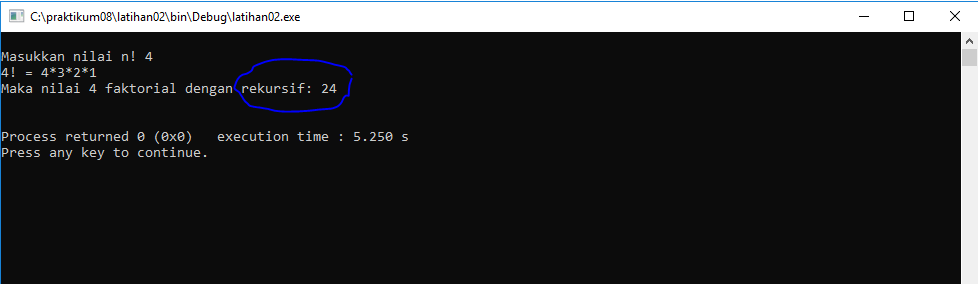 C:\praktikum08\latihan02\bin\Debug\latihan02.exe
Masukkan nilai n! 4
4! = 4*3*2*1
Maka nilai 4 faktorial dengan rekursif: 24
Process returned 0 (0x0)   execution time : 5.250 s
Press any key to continue.